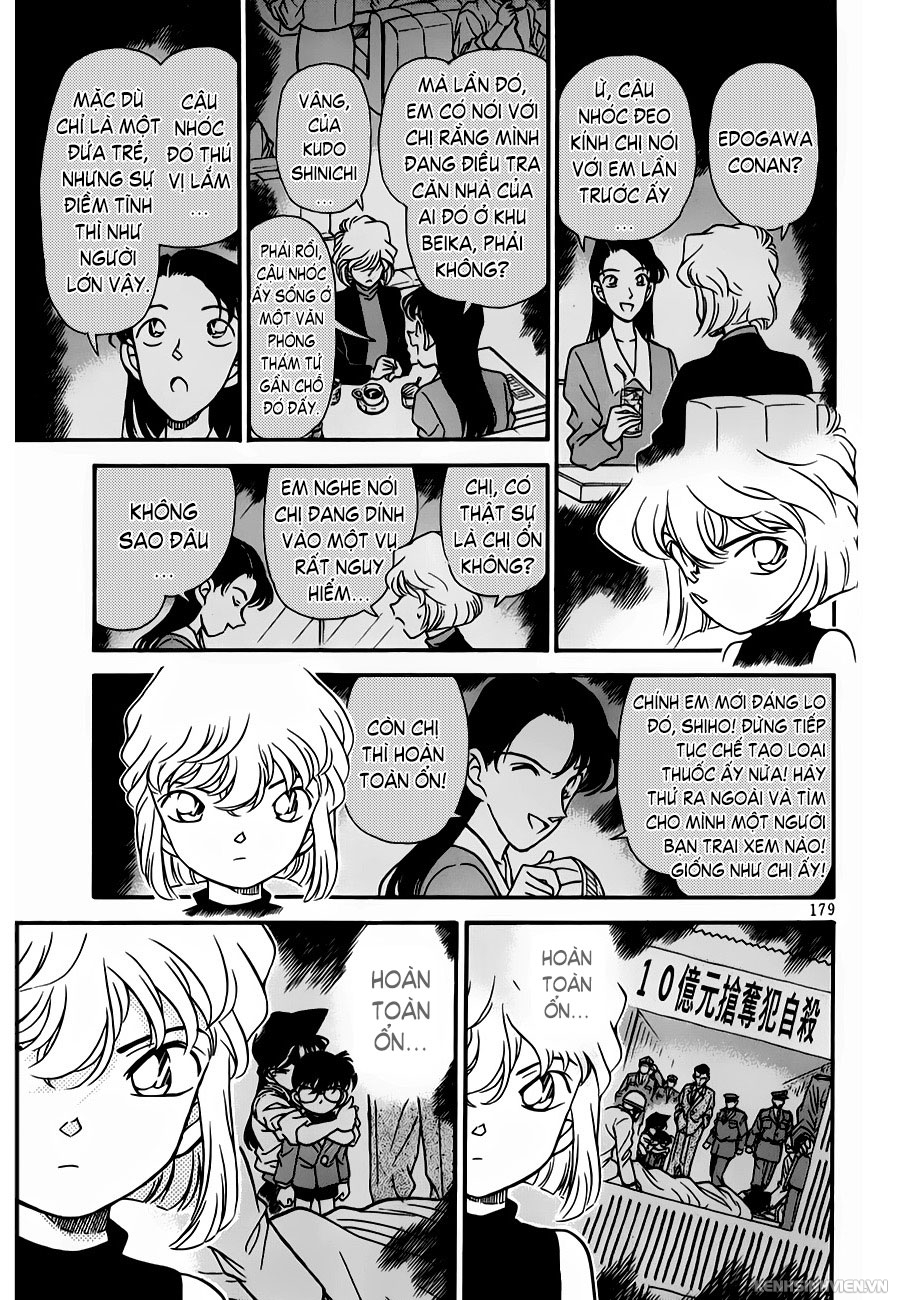 EDOGAWA
CONAN?
Ừ, CẬU
NHÓC ĐEO
KÍNH CHỊ NÓI
VỚI EM LẦN
TRƯỚC ẤY
...
MÀ LẦN ĐÓ,
EM CÓ NÓI VỚI
CHỊ RẰNG MÌNH
ĐANG ĐIỀU TRA
CĂN NHÀ CỦA
AI ĐÓ Ở KHU
BEIKA, PHẢI
KHÔNG?
VÂNG,
CỦA
KUDO
SHINICHI
...
PHẢI RỒI,
CẬU NHÓC
ẤY SỐNG Ở
MỘT VĂN
PHÒNG
THÁM TỬ
GẦN CHỖ
ĐÓ ĐẤY.
CẬU
NHÓC
ĐÓ THÚ
VỊ LẮM
...
MẶC DÙ
CHỈ LÀ MỘT
ĐỨA TRẺ,
NHƯNG SỰ
ĐIỀM TĨNH
THÌ NHƯ
NGƯỜI
LỚN VẬY.
CHỊ, CÓ
THẬT SỰ
LÀ CHỊ ỔN
KHÔNG?
EM NGHE NÓI
CHỊ ĐANG DÍNH
VÀO MỘT VỤ
RẤT NGUY
HIỂM...
KHÔNG
SAO ĐÂU
...
CHÍNH EM MỚI ĐÁNG LO
ĐÓ, SHIHO! ĐỪNG TIẾP
TỤC CHẾ TẠO LOẠI
THUỐC ẤY NỮA! HÃY
THỬ RA NGOÀI VÀ TÌM
CHO MÌNH MỘT NGƯỜI
BẠN TRAI XEM NÀO!
GIỐNG NHƯ CHỊ ẤY!
CÒN CHỊ
THÌ HOÀN
TOÀN ỔN!
179
10億元搶奪犯自殺
HOÀN
TOÀN
ỔN...
HOÀN
TOÀN
ỔN...
KENHSINHVIEN.VN